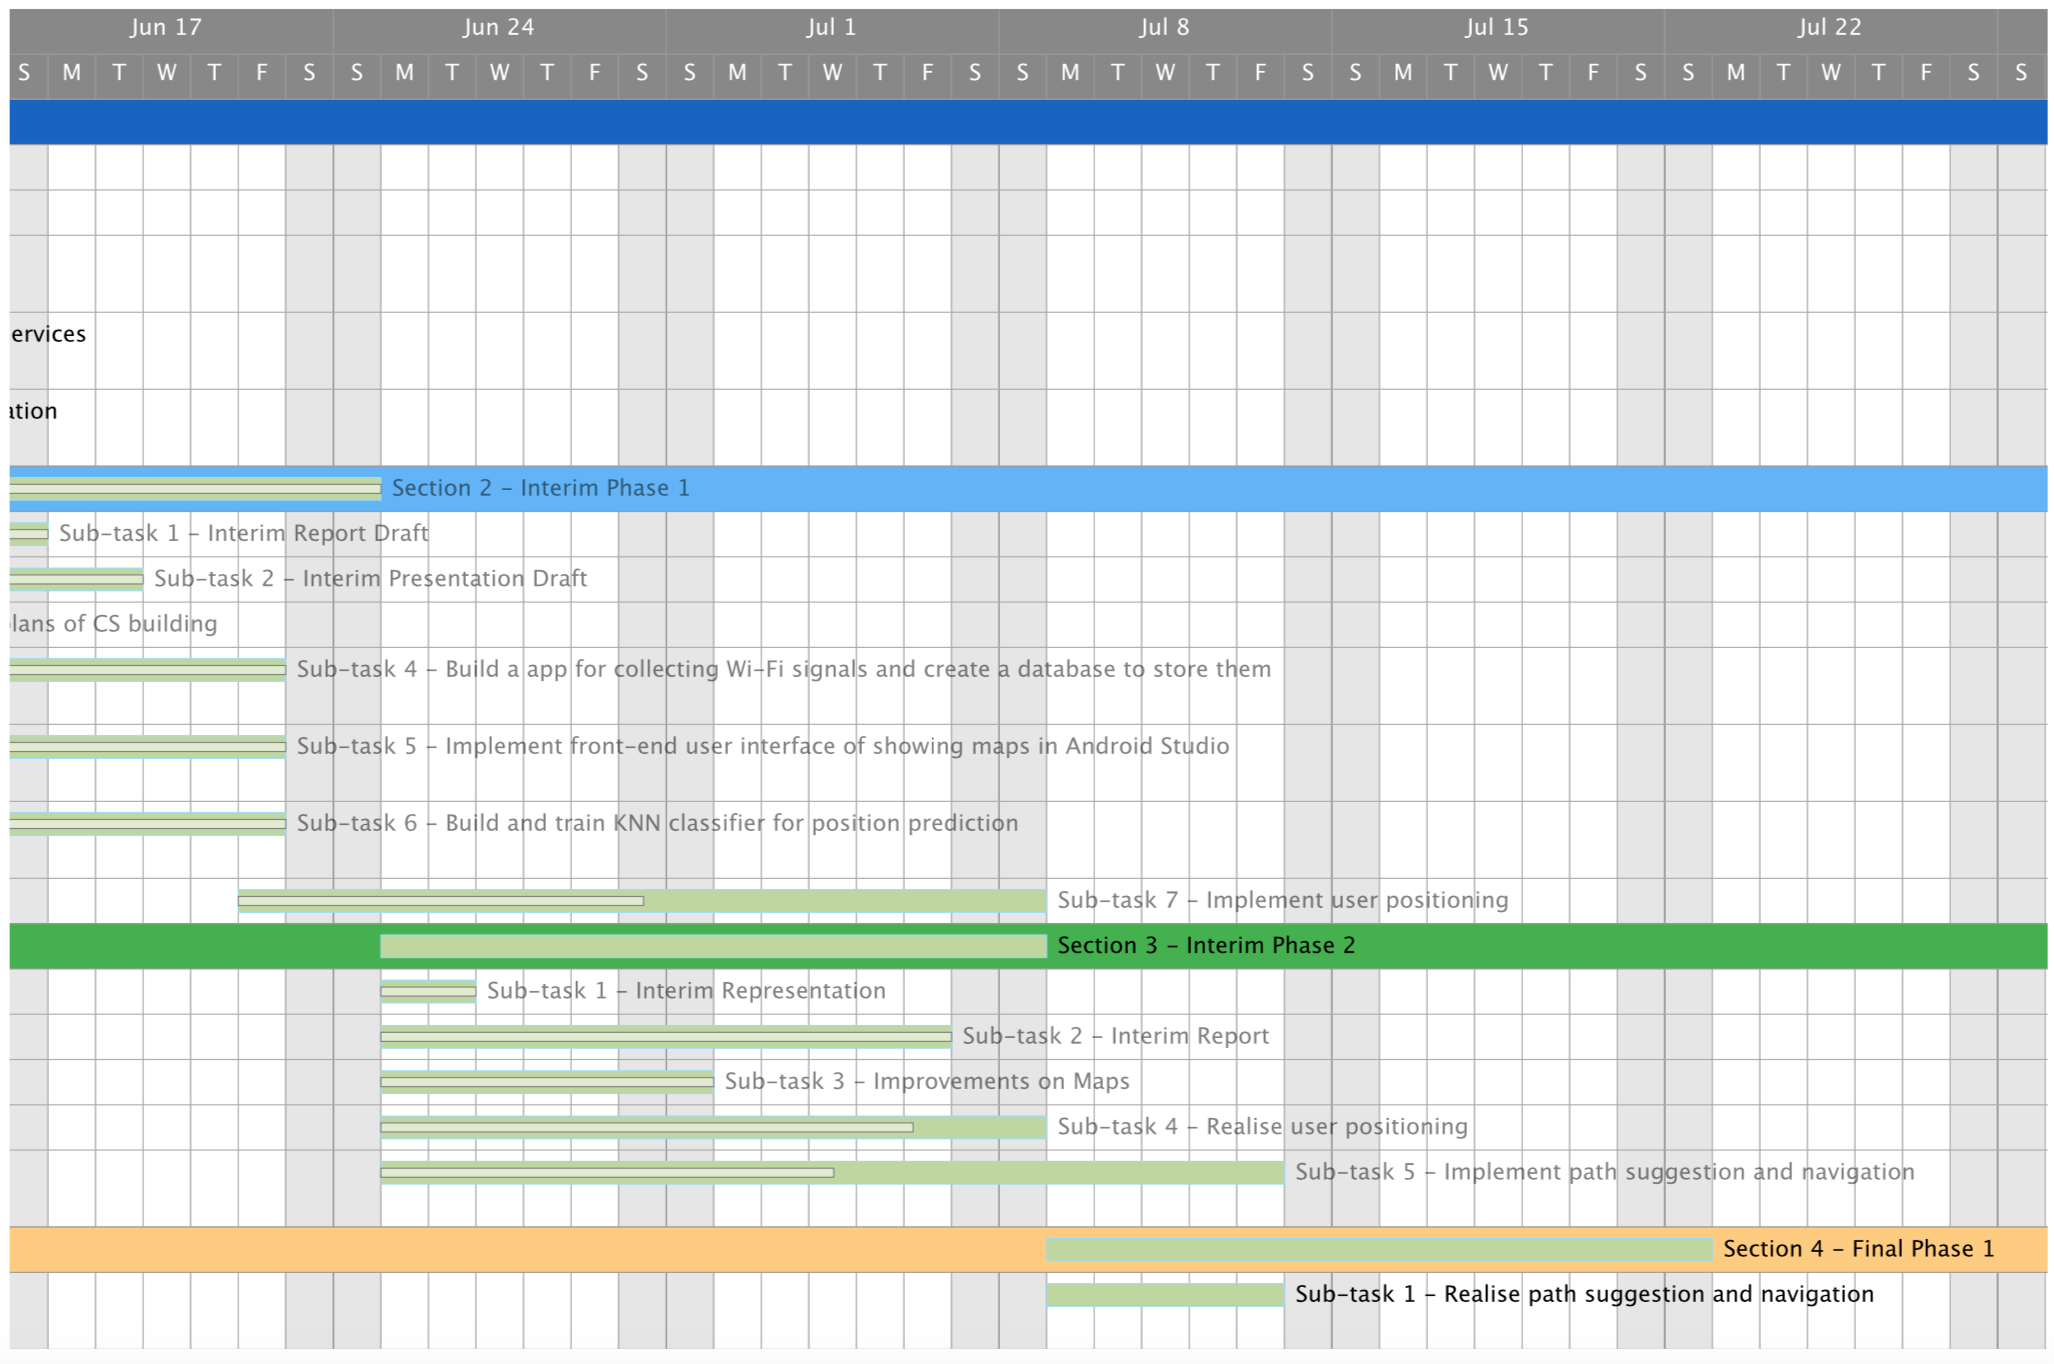 Jun 17 Jun 24 Jul 1 Jul 8 Jul 15 Jul 22
S M T W T F S S M T W T F S S M T W T F S S M T W T F S S M T W T F S S M T W T F S S
ervices
ation
Section 2 – Interim Phase 1
Sub-task 1 – Interim Report Draft
Sub-task 2 – Interim Presentation Draft
lans of CS building
Sub-task 4 – Build a app for collecting Wi-Fi signals and create a database to store them
Sub-task 5 – Implement front-end user interface of showing maps in Android Studio
Sub-task 6 – Build and train KNN classifier for position prediction
Sub-task 7 – Implement user positioning
Section 3 – Interim Phase 2
Sub-task 1 – Interim Representation
Sub-task 2 – Interim Report
Sub-task 3 – Improvements on Maps
Sub-task 4 – Realise user positioning
Sub-task 5 – Implement path suggestion and navigation
Section 4 – Final Phase 1
Sub-task 1 – Realise path suggestion and navigation